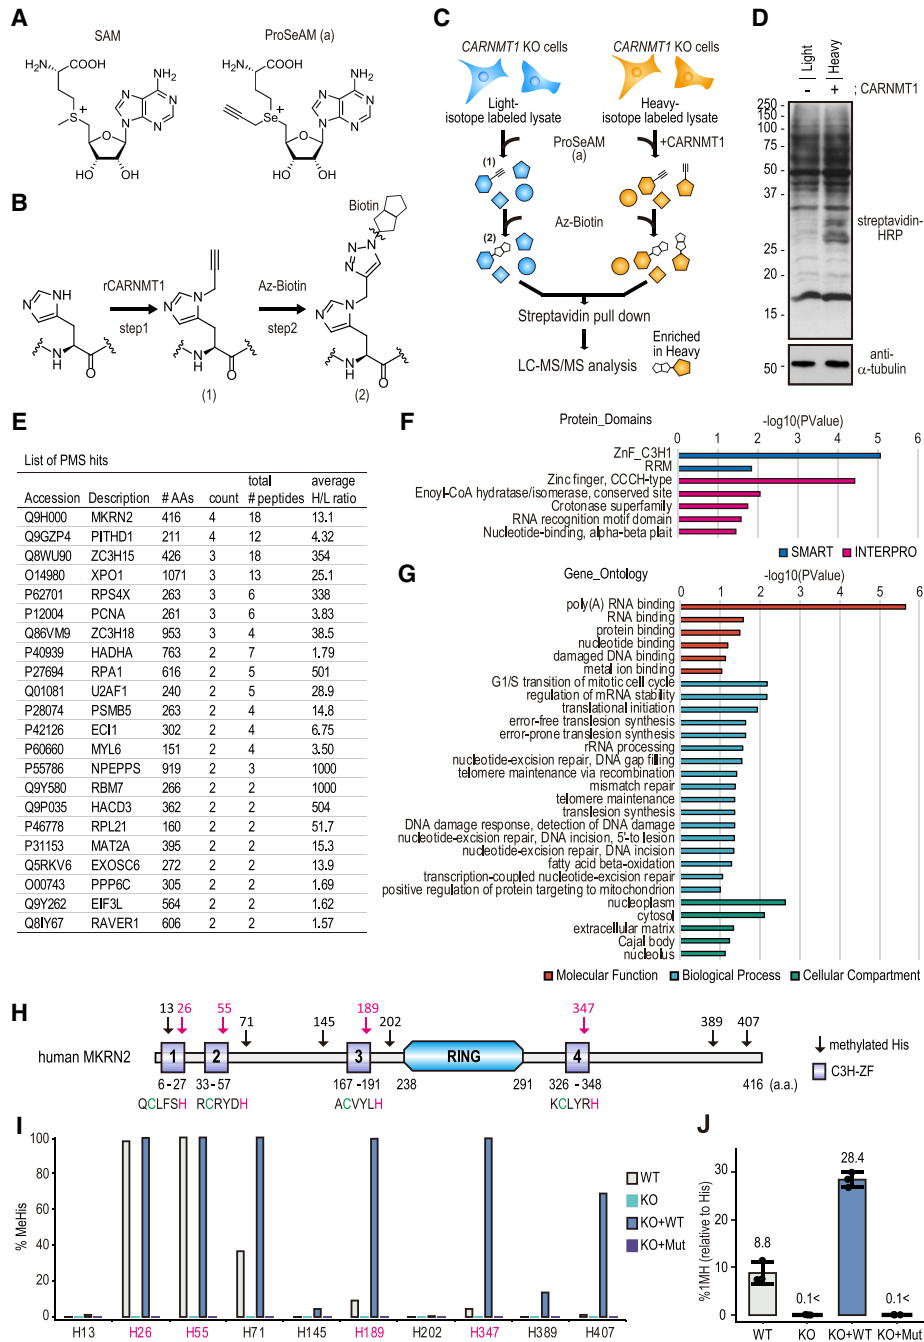 A
SAM
ProSeAM (a)
H2N COOH
NH2
S+
N N N N
O
OH OH
H2N COOH
NH2
Se+
N N N N
O
OH OH
B
Biotin
N N N
NH
N
N H
O
rCARNMT1
step1
N N
N H
O
(1)
Az-Biotin
step2
N N
N H
O
(2)
C
CARNMT1 KO cells
CARNMT1 KO cells
Light-
isotope labeled lysate
Heavy-
isotope labeled lysate
ProSeAM
(a)
+CARNMT1
(1)
Az-Biotin
(2)
Streptavidin pull down
LC-MS/MS analysis
Enriched
in Heavy
D
Light Heavy
- + ; CARNMT1
250
150
100
75
50
37
25
20
15
streptavidin-
HRP
50
anti-
α-tubulin
E
List of PMS hits
Accession Description # AAs count total # peptides average H/L ratio
Q9H000 MKRN2 416 4 18 13.1
Q9GZP4 PITHD1 211 4 12 4.32
Q8WU90 ZC3H15 426 3 18 354
O14980 XPO1 1071 3 13 25.1
P62701 RPS4X 263 3 6 338
P12004 PCNA 261 3 6 3.83
Q86VM9 ZC3H18 953 3 4 38.5
P40939 HADHA 763 2 7 1.79
P27694 RPA1 616 2 5 501
Q01081 U2AF1 240 2 5 28.9
P28074 PSMB5 263 2 4 14.8
P42126 ECI1 302 2 4 6.75
P60660 MYL6 151 2 4 3.50
P55786 NPEPPS 919 2 3 1000
Q9Y580 RBM7 266 2 2 1000
Q9P035 HACD3 362 2 2 504
P46778 RPL21 160 2 2 51.7
P31153 MAT2A 395 2 2 15.3
Q5RKV6 EXOSC6 272 2 2 13.9
O00743 PPP6C 305 2 2 1.69
Q9Y262 EIF3L 564 2 2 1.62
Q8IY67 RAVER1 606 2 2 1.57
F
Protein_Domains
-log10(PValue)
0 1 2 3 4 5 6
ZnF_C3H1
RRM
Zinc finger, CCCH-type
Enoyl-CoA hydratase/isomerase, conserved site
Crotonase superfamily
RNA recognition motif domain
Nucleotide-binding, alpha-beta plait
SMART INTERPRO
G
Gene_Ontology
-log10(PValue)
0 1 2 3 4 5 6
poly(A) RNA binding
RNA binding
protein binding
nucleotide binding
damaged DNA binding
metal ion binding
G1/S transition of mitotic cell cycle
regulation of mRNA stability
translational initiation
error-free translesion synthesis
error-prone translesion synthesis
rRNA processing
nucleotide-excision repair, DNA gap filling
telomere maintenance via recombination
mismatch repair
telomere maintenance
translesion synthesis
DNA damage response, detection of DNA damage
nucleotide-excision repair, DNA incision, 5'-to lesion
nucleotide-excision repair, DNA incision
fatty acid beta-oxidation
transcription-coupled nucleotide-excision repair
positive regulation of protein targeting to mitochondrion
nucleoplasm
cytosol
extracellular matrix
Cajal body
nucleolus
Molecular Function Biological Process Cellular Compartment
H
13 26 55 71 145 189 202 347 389 407
human MKRN2
1 2 3 RING 4
6 - 27 33 - 57 167 -191 238 291 326 - 348 416 (a.a.)
QCLFSH RCRYDH ACVYLH KCLYRH
methylated His
C3H-ZF
I
% MeHis
100
80
60
40
20
0
H13 H26 H55 H71 H145 H189 H202 H347 H389 H407
WT
KO
KO+WT
KO+Mut
J
%1MH (relative to His)
30
20
10
0
8.8
0.1<
28.4
0.1<
WT KO KO+WT KO+Mut